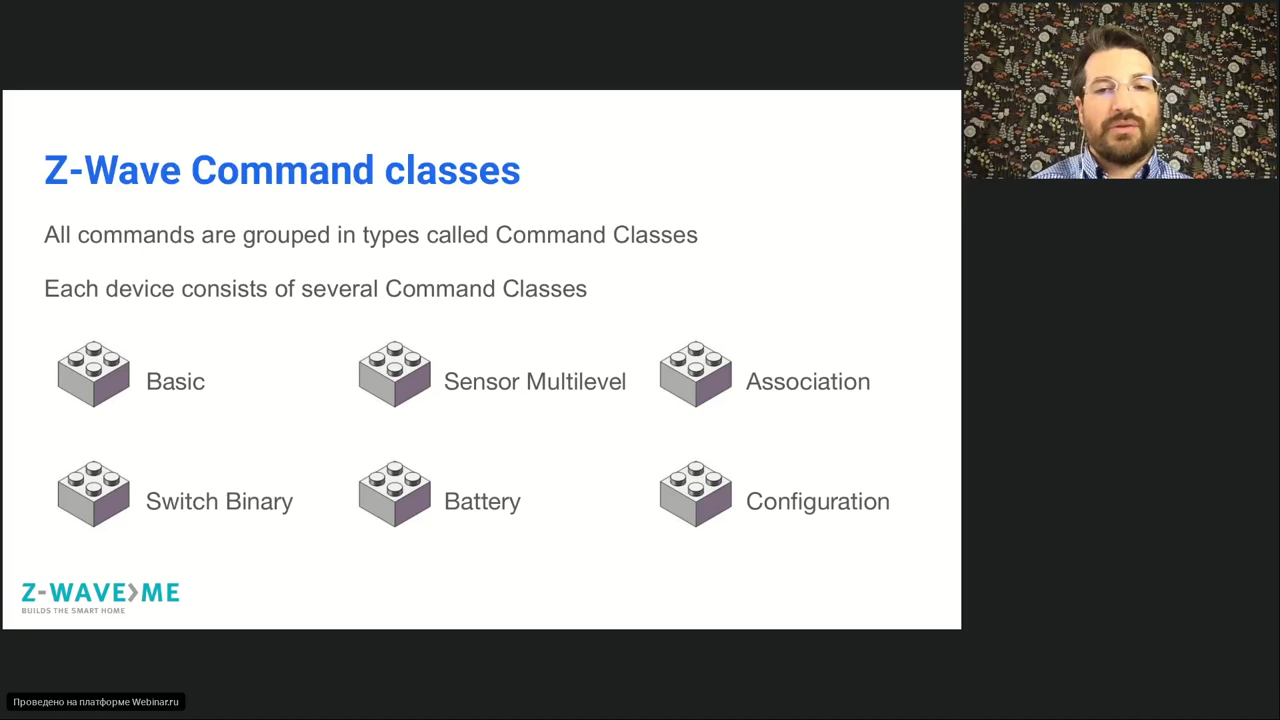 Z-Wave Command classes
All commands are grouped in types called Command Classes
Each device consists of several Command Classes
Basic
Sensor Multilevel
Association
Switch Binary
Battery
Configuration
Z-WAVE>ME
BUILDS THE SMART HOME
Проведено на платформе Webinar.ru